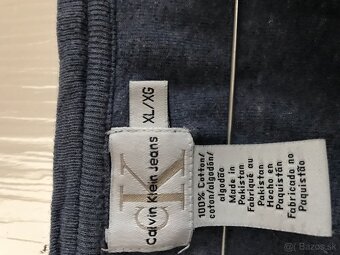 XL/XG
cK
Calvin Klein Jeans
100% Cotton/
coton/algodón/
algodão
Made in
Pakistan
Fabriqué au
Pakistan
Hecho en
Paquistán
Fabricado no
Paquistão
Bazos.sk